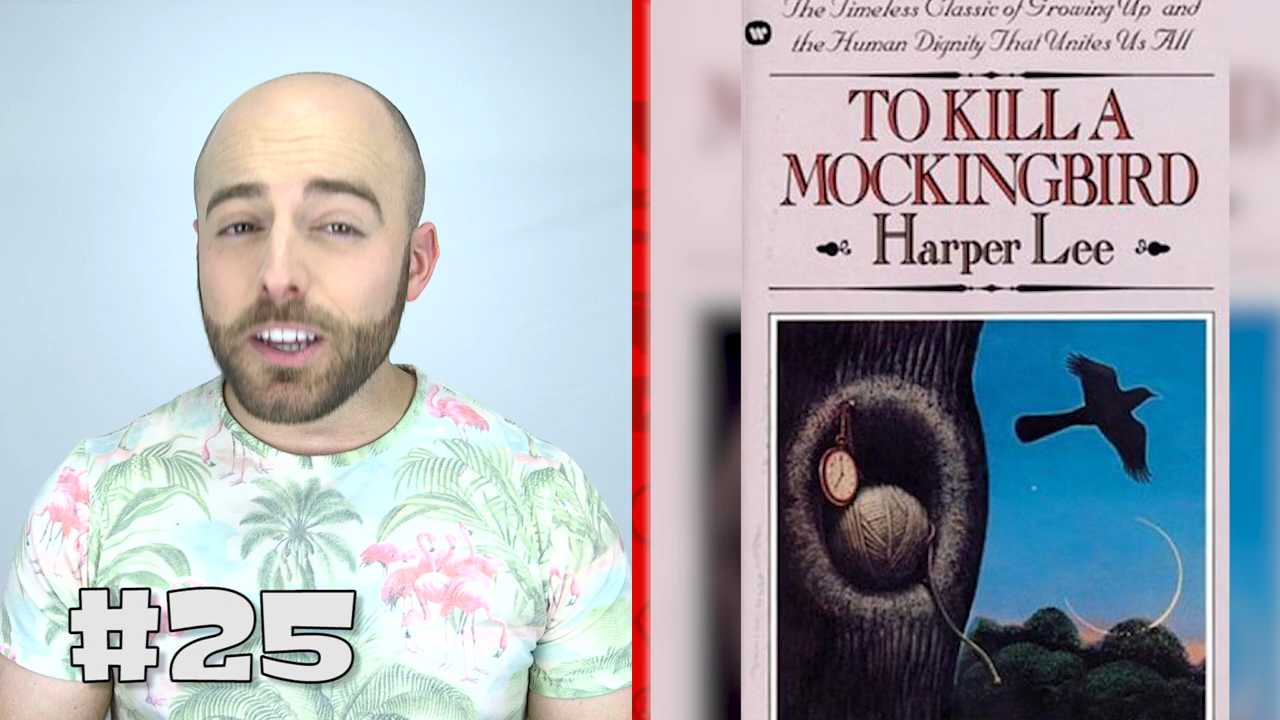 #25
The Timeless Classic of Growing Up and
the Human Dignity That Unites Us All
TO KILL A
MOCKINGBIRD
Harper Lee